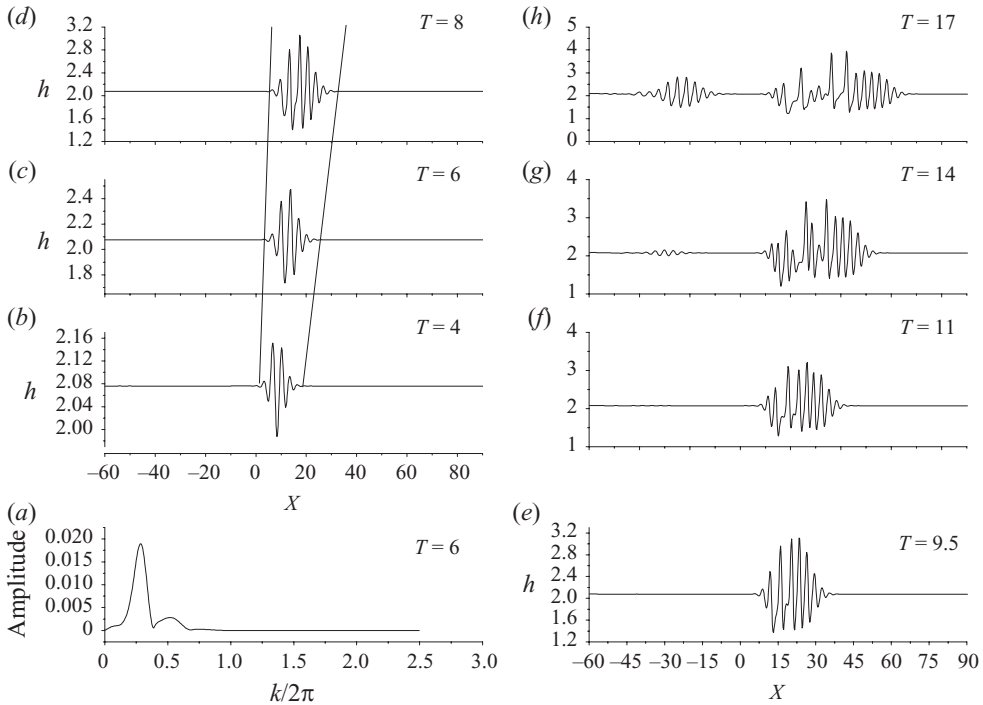 (d) T = 8
3.2
2.8
2.4
2.0
1.6
1.2
h
(c) T = 6
2.4
2.2
2.0
1.8
h
(b) T = 4
2.16
2.12
2.08
2.04
2.00
h
–60 –40 –20 0 20 40 60 80
X
(a) T = 6
0.020
0.015
0.010
0.005
0
Amplitude
0 0.5 1.0 1.5 2.0 2.5 3.0
k/2π
(h) T = 17
5
4
3
2
1
0
(g) T = 14
4
3
2
1
(f) T = 11
4
3
2
1
(e) T = 9.5
3.2
2.8
2.4
2.0
1.6
1.2
h
–60 –45 –30 –15 0 15 30 45 60 75 90
X